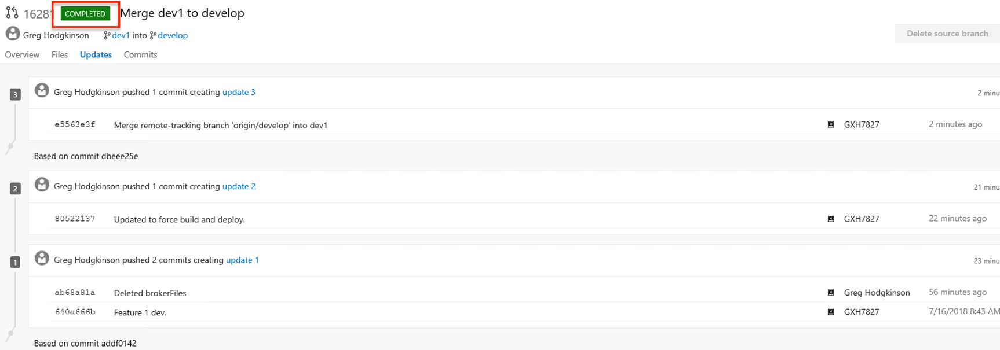 16281 COMPLETED Merge dev1 to develop
Greg Hodgkinson dev1 into develop Delete source branch
Overview Files Updates Commits
3 Greg Hodgkinson pushed 1 commit creating update 3 2 minu
e5563e3f Merge remote-tracking branch 'origin/develop' into dev1 GXH7827 2 minutes ago
Based on commit dbeee25e
2 Greg Hodgkinson pushed 1 commit creating update 2 21 minu
80522137 Updated to force build and deploy. GXH7827 22 minutes ago
1 Greg Hodgkinson pushed 2 commits creating update 1 23 minu
ab68a81a Deleted brokerFiles Greg Hodgkinson 56 minutes ago
640a666b Feature 1 dev. GXH7827 7/16/2018 8:43 AM
Based on commit addf0142